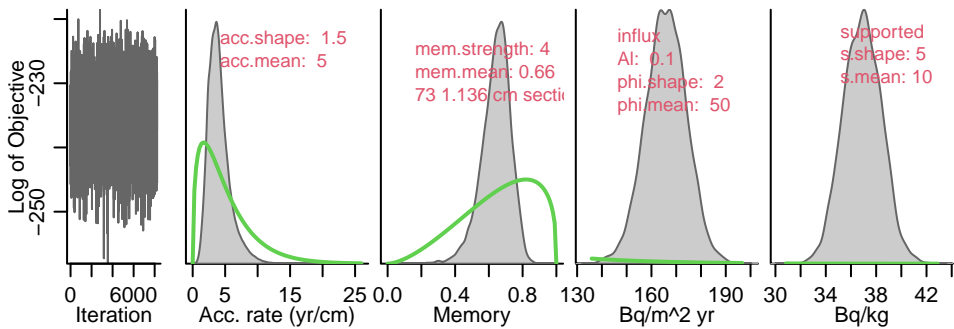 Log of Objective
-230
-250
0
6000
Iteration
acc.shape: 1.5
acc.mean: 5
0
5
15
25
Acc. rate (yr/cm)
mem.strength: 4
mem.mean: 0.66
73 1.136 cm sectic
0.0
0.4
0.8
Memory
influx
Al: 0.1
phi.shape: 2
phi.mean: 50
130
160
190
Bq/m^2 yr
supported
s.shape: 5
s.mean: 10
30
34
38
42
Bq/kg